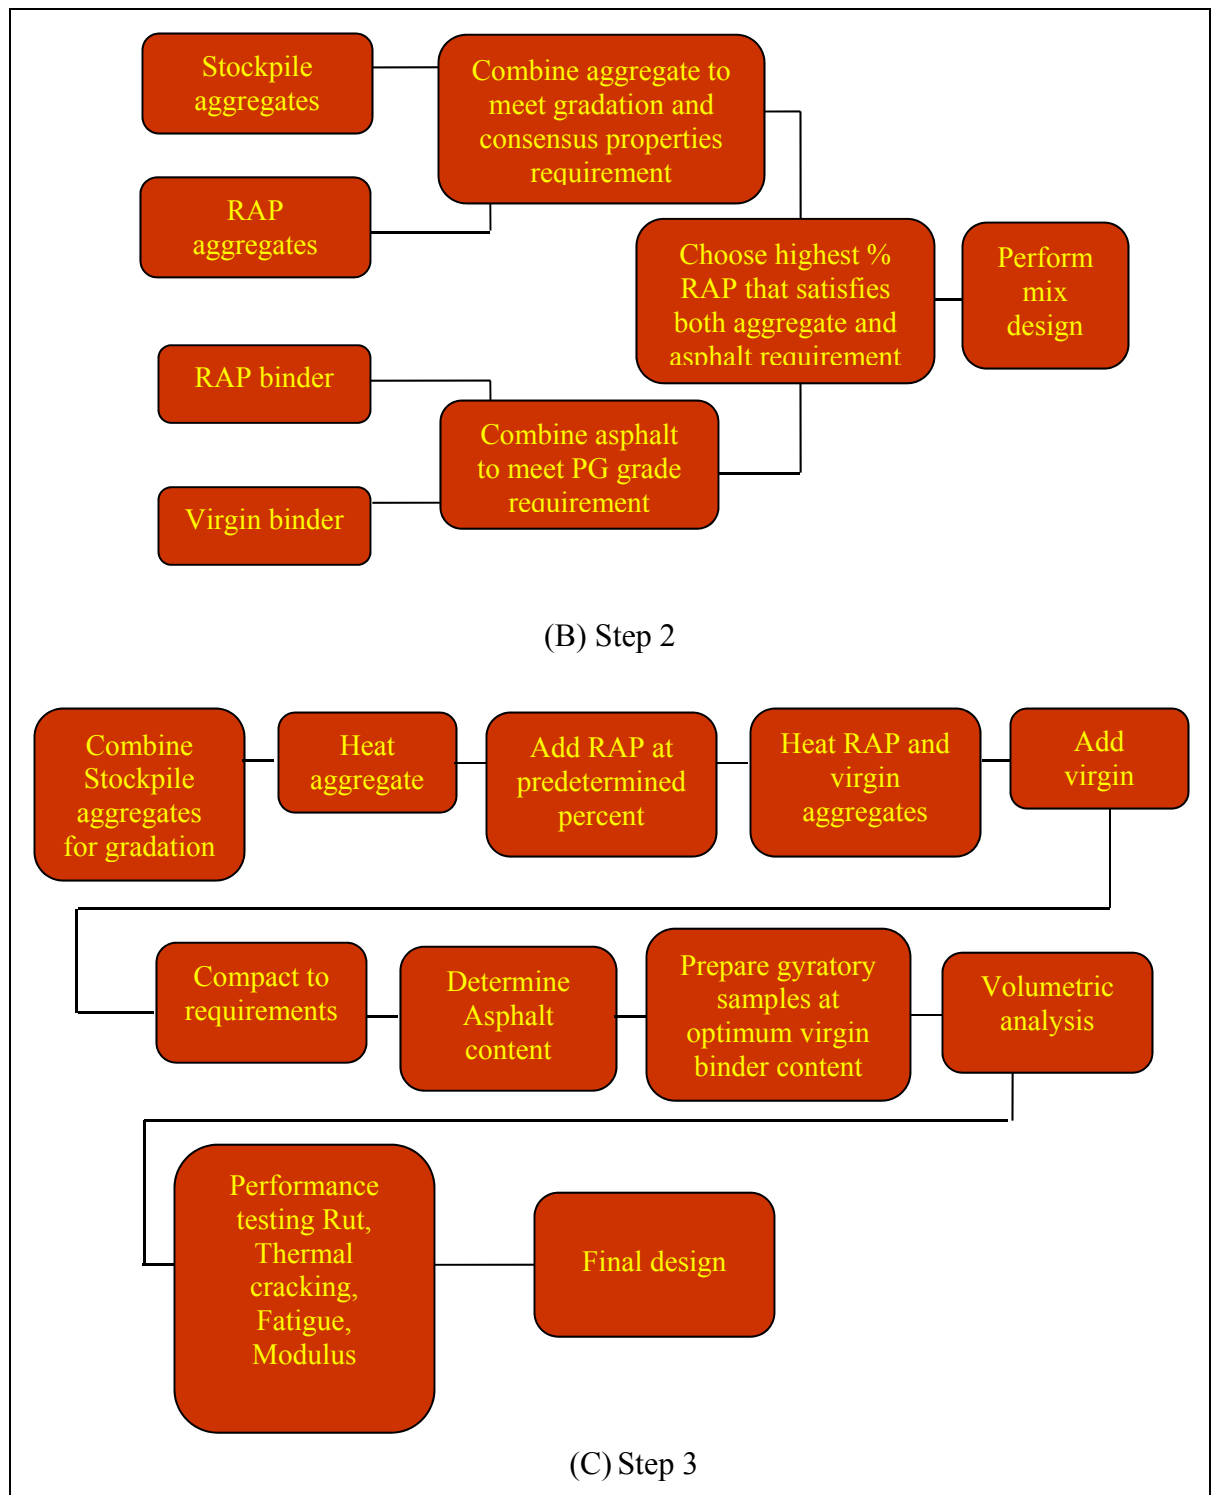 Stockpile
aggregates
Combine aggregate to
meet gradation and
consensus properties
requirement
RAP
aggregates
Choose highest %
RAP that satisfies
both aggregate and
asphalt requirement
Perform
mix
design
RAP binder
Combine asphalt
to meet PG grade
requirement
Virgin binder
(B) Step 2
Combine
Stockpile
aggregates
for gradation
Heat
aggregate
Add RAP at
predetermined
percent
Heat RAP and
virgin
aggregates
Add
virgin
Compact to
requirements
Determine
Asphalt
content
Prepare gyratory
samples at
optimum virgin
binder content
Volumetric
analysis
Performance
testing Rut,
Thermal
cracking,
Fatigue,
Modulus
Final design
(C) Step 3